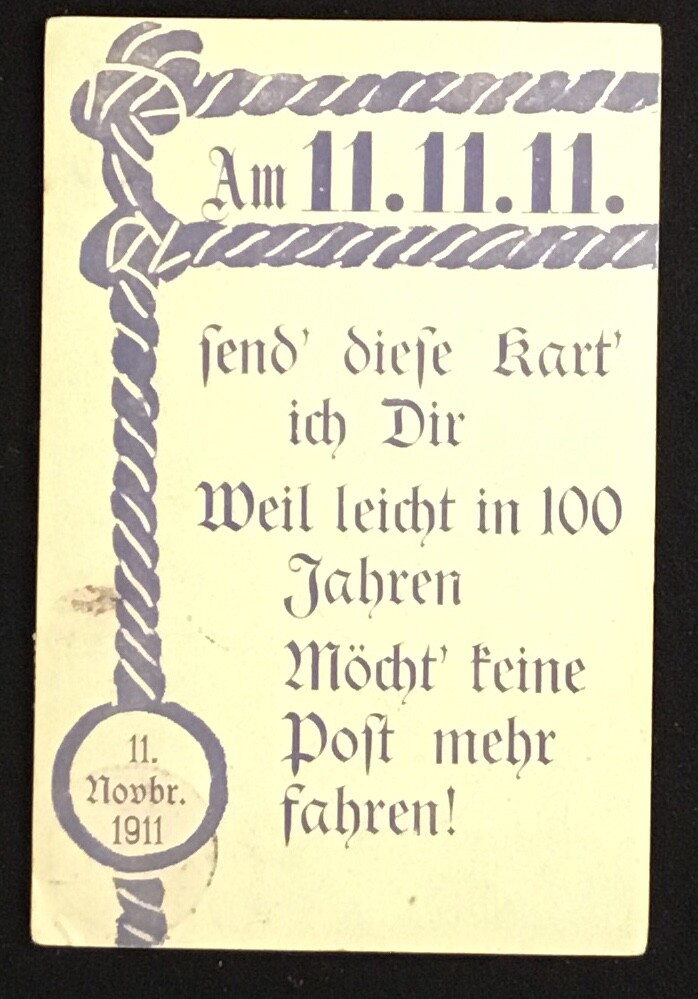 Am 11.11.11.
ſend' dieſe Kart'
ich Dir
Weil leicht in 100
Jahren
Möcht' keine
Poſt mehr
fahren!
11.
Novbr.
1911